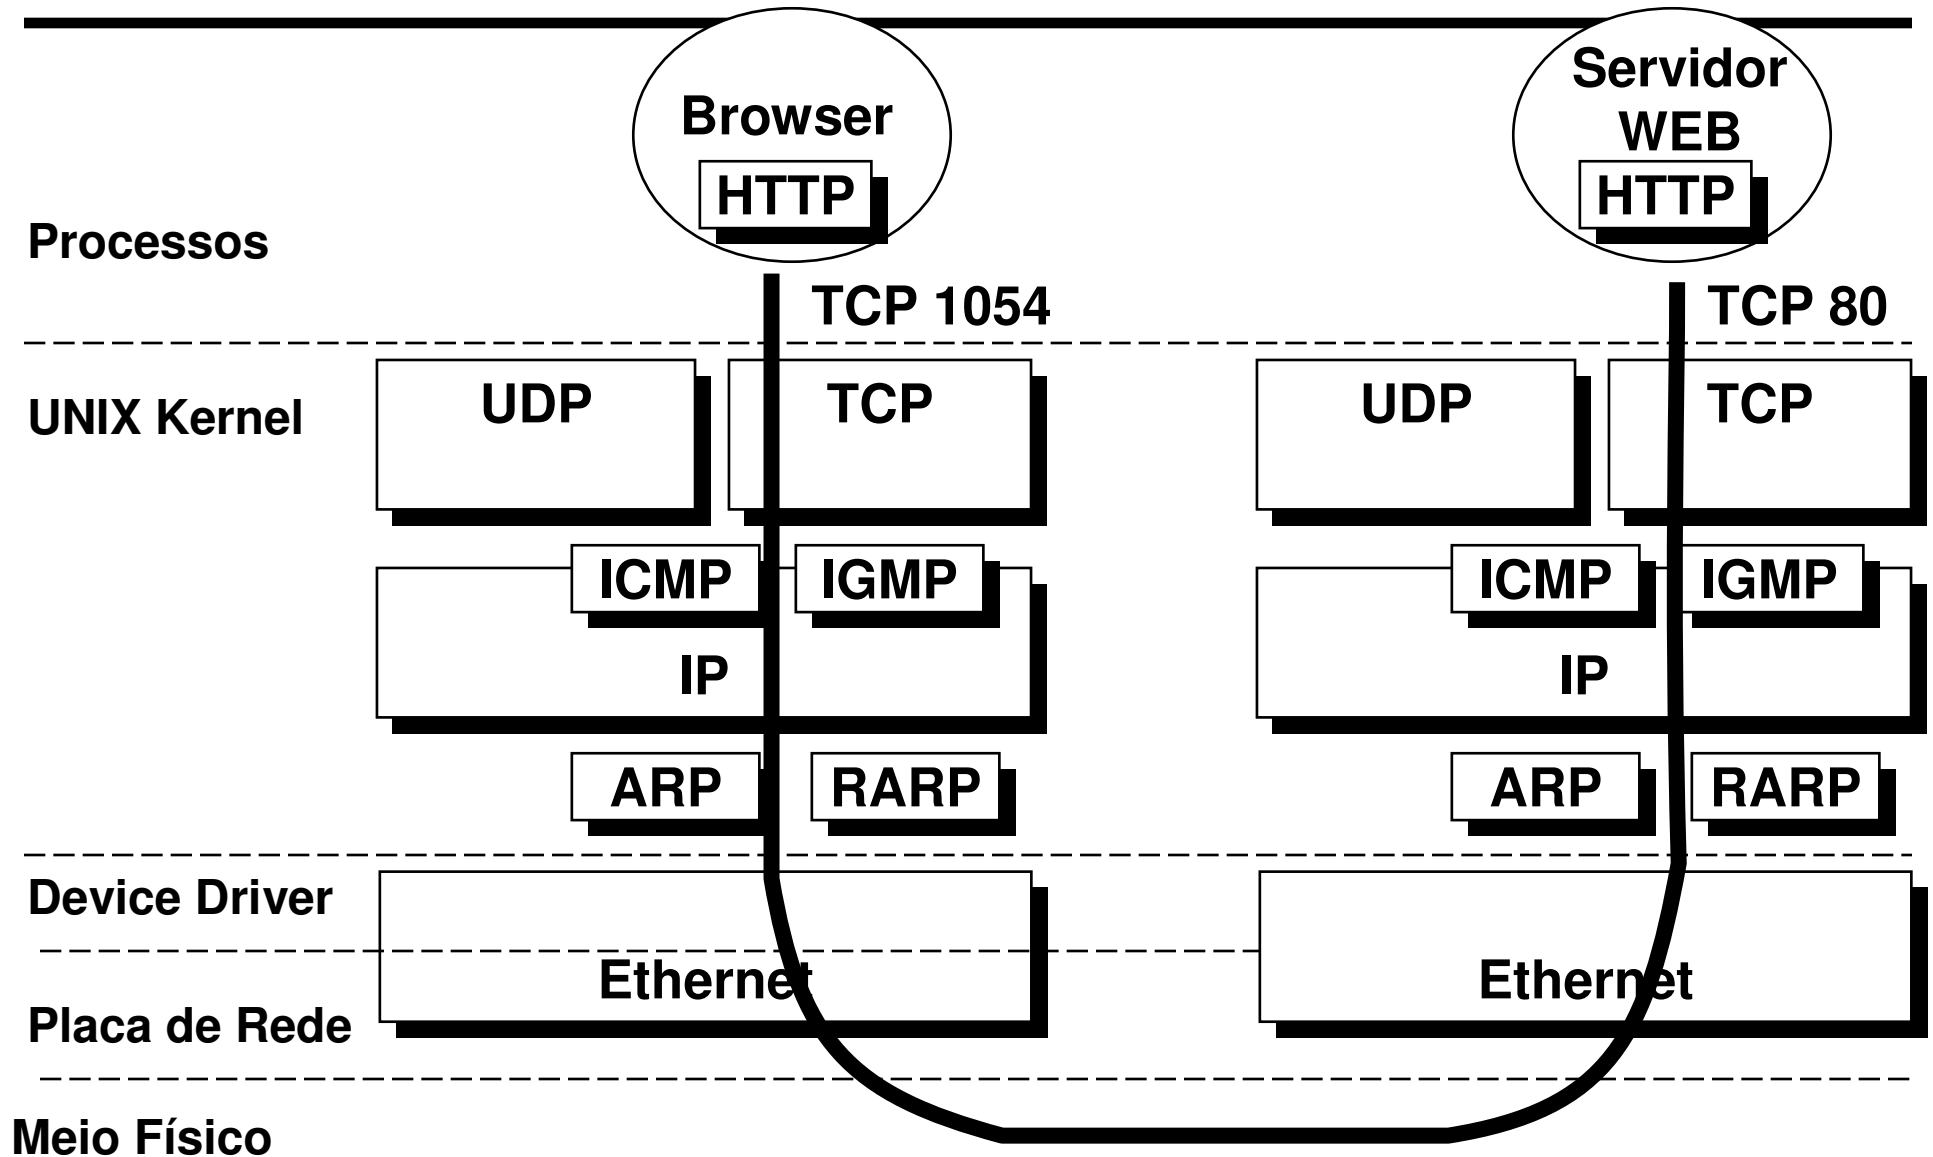 Browser
HTTP
Servidor
WEB
HTTP
Processos
TCP 1054
TCP 80
UNIX Kernel
UDP
TCP
UDP
TCP
ICMP
IGMP
ICMP
IGMP
IP
IP
ARP
RARP
ARP
RARP
Device Driver
Ethernet
Ethernet
Placa de Rede
Meio Físico